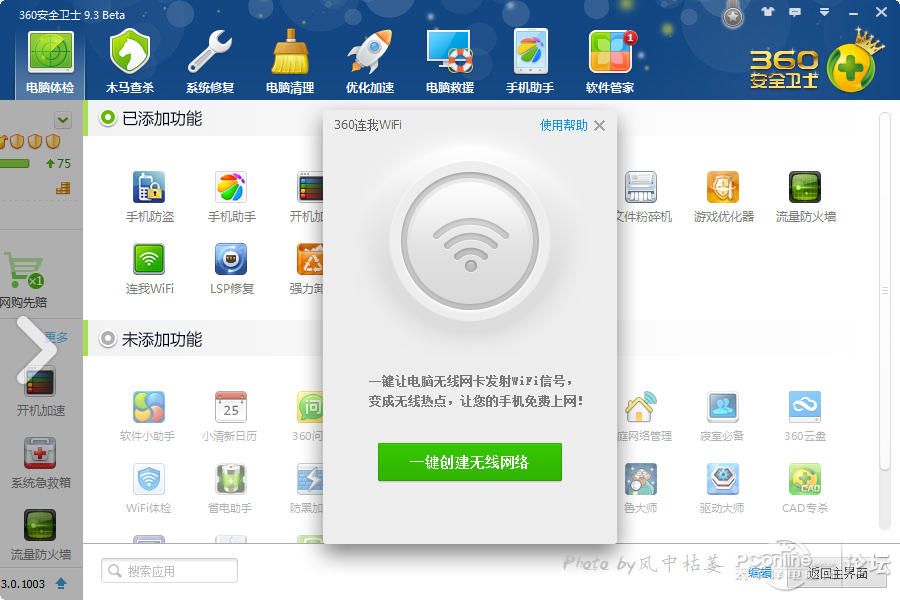 360安全卫士 9.3 Beta
电脑体检
木马查杀
系统修复
电脑清理
优化加速
电脑救援
手机助手
1
软件管家
360
安全卫士
75
已添加功能
360连我WiFi
使用帮助
手机防盗
手机助手
开机加
文件粉碎机
游戏优化器
流量防火墙
x1
网购先赔
连我WiFi
LSP修复
强力卸
更多
未添加功能
开机加速
一键让电脑无线网卡发射WiFi信号，
变成无线热点，让您的手机免费上网！
25
问
软件小助手
小清新日历
360问
庭网络管理
寝室必备
360云盘
一键创建无线网络
系统急救箱
CAD
WiFi体检
省电助手
防黑加
鲁大师
驱动大师
CAD专杀
流量防火墙
搜索应用
Photo by 风中枯萎
PConline
太平洋电
论坛
编辑
返回主界面
3.0.1003